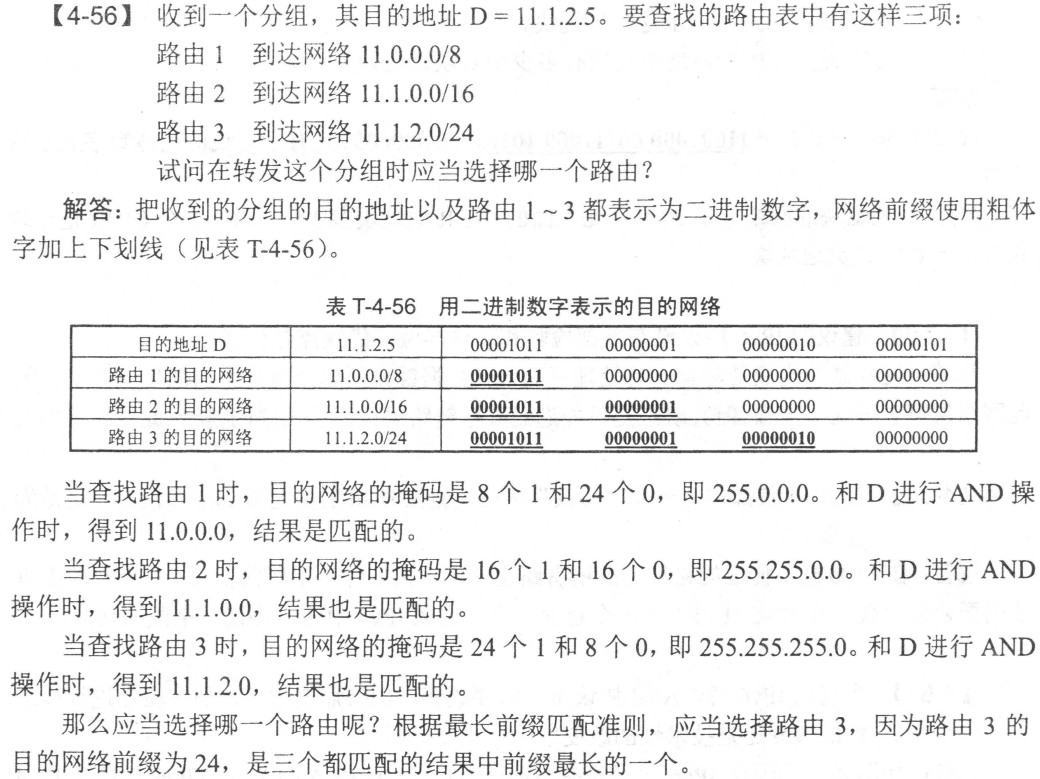 【4-56】 收到一个分组，其目的地址 D = 11.1.2.5。要查找的路由表中有这样三项：
路由 1 到达网络 11.0.0.0/8
路由 2 到达网络 11.1.0.0/16
路由 3 到达网络 11.1.2.0/24
试问在转发这个分组时应当选择哪一个路由？
解答：把收到的分组的目的地址以及路由 1 ~ 3 都表示为二进制数字，网络前缀使用粗体
字加上下划线（见表 T-4-56）。
表 T-4-56 用二进制数字表示的目的网络
目的地址 D 11.1.2.5 00001011 00000001 00000010 00000101
路由 1 的目的网络 11.0.0.0/8 00001011 00000000 00000000 00000000
路由 2 的目的网络 11.1.0.0/16 00001011 00000001 00000000 00000000
路由 3 的目的网络 11.1.2.0/24 00001011 00000001 00000010 00000000
当查找路由 1 时，目的网络的掩码是 8 个 1 和 24 个 0，即 255.0.0.0。和 D 进行 AND 操
作时，得到 11.0.0.0，结果是匹配的。
当查找路由 2 时，目的网络的掩码是 16 个 1 和 16 个 0，即 255.255.0.0。和 D 进行 AND
操作时，得到 11.1.0.0，结果也是匹配的。
当查找路由 3 时，目的网络的掩码是 24 个 1 和 8 个 0，即 255.255.255.0。和 D 进行 AND
操作时，得到 11.1.2.0，结果也是匹配的。
那么应当选择哪一个路由呢？根据最长前缀匹配准则，应当选择路由 3，因为路由 3 的
目的网络前缀为 24，是三个都匹配的结果中前缀最长的一个。